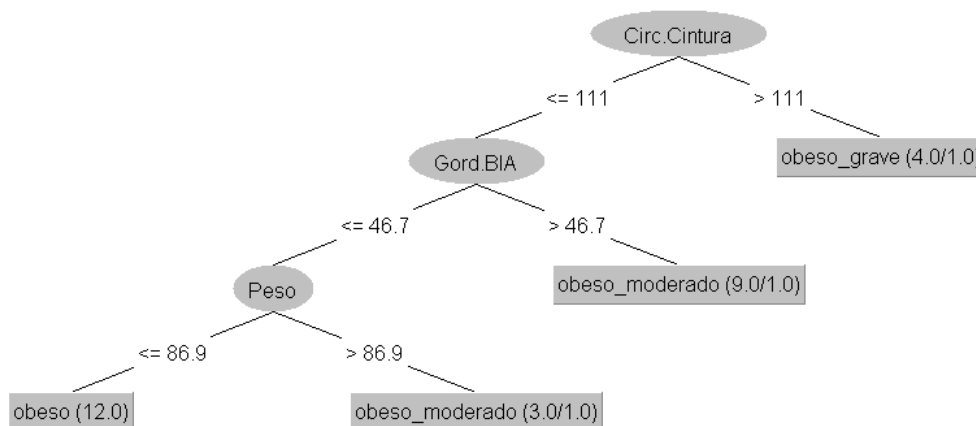 Circ.Cintura
<= 111
> 111
Gord.BIA
obeso_grave (4.0/1.0)
<= 46.7
> 46.7
Peso
obeso_moderado (9.0/1.0)
<= 86.9
> 86.9
obeso (12.0)
obeso_moderado (3.0/1.0)